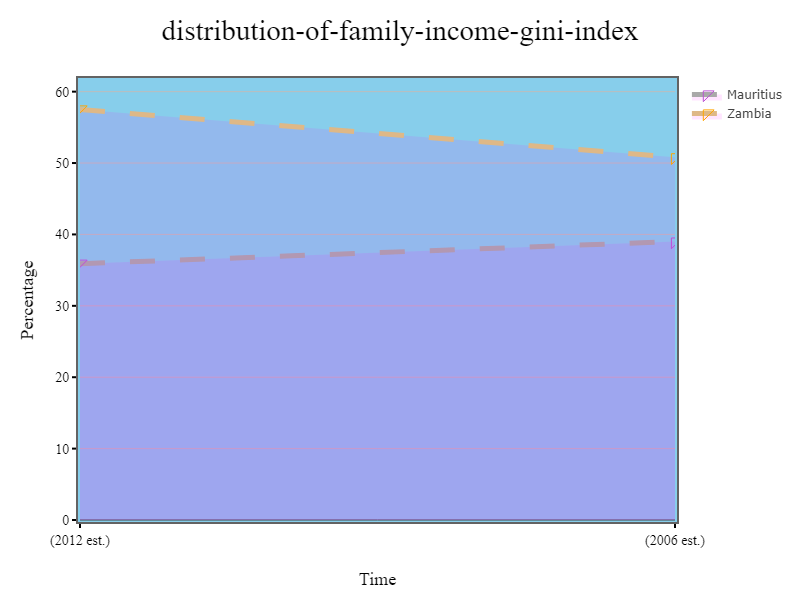 distribution-of-family-income-gini-index
Mauritius
Zambia
60
50
40
30
20
10
0
Percentage
(2012 est.)
(2006 est.)
Time